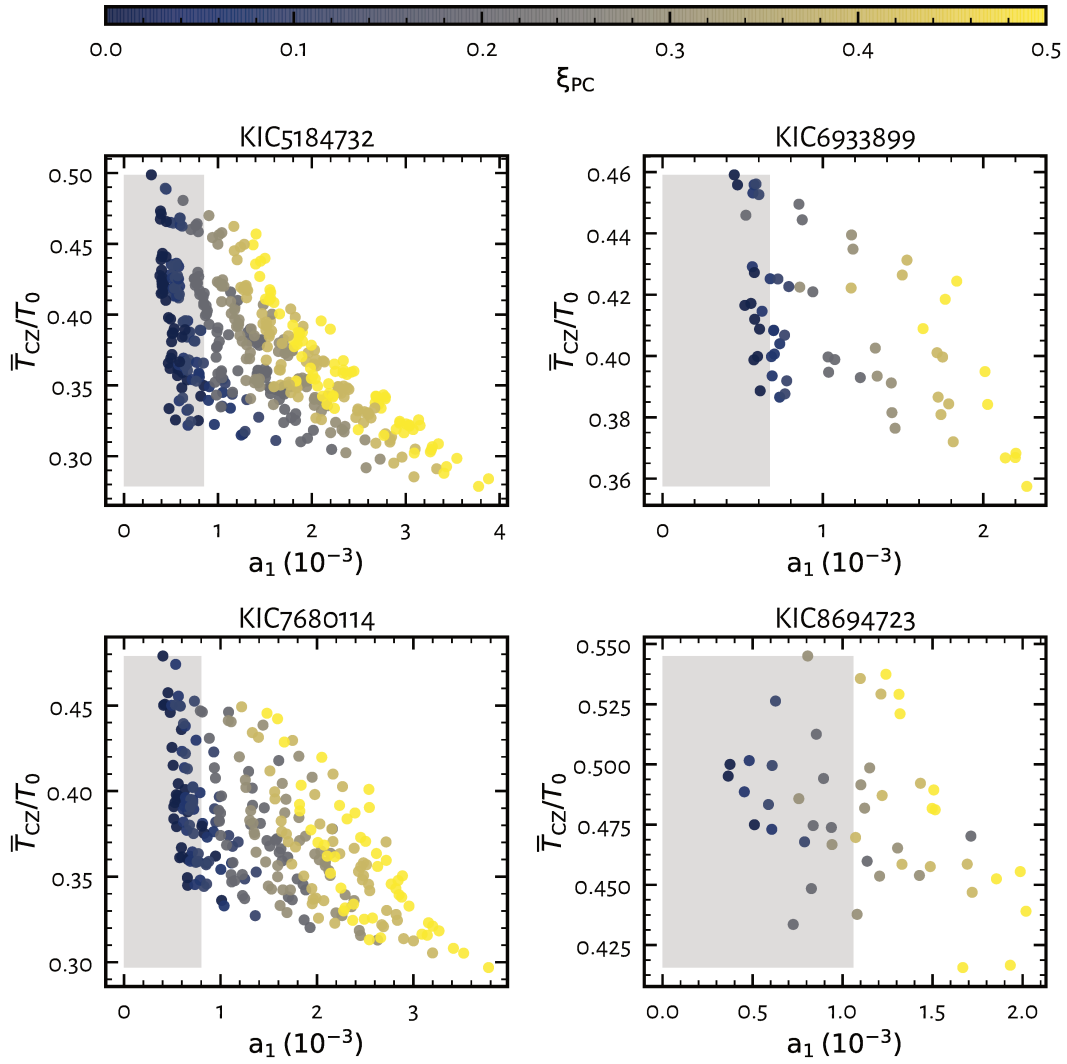 0.0 0.1 0.2 0.3 0.4 0.5
ξPC
KIC5184732
0.50
0.45
0.40
0.35
0.30
T̅CZ/T0
0 1 2 3 4
a1 (10−3)
KIC6933899
0.46
0.44
0.42
0.40
0.38
0.36
T̅CZ/T0
0 1 2
a1 (10−3)
KIC7680114
0.45
0.40
0.35
0.30
T̅CZ/T0
0 1 2 3
a1 (10−3)
KIC8694723
0.550
0.525
0.500
0.475
0.450
0.425
T̅CZ/T0
0.0 0.5 1.0 1.5 2.0
a1 (10−3)